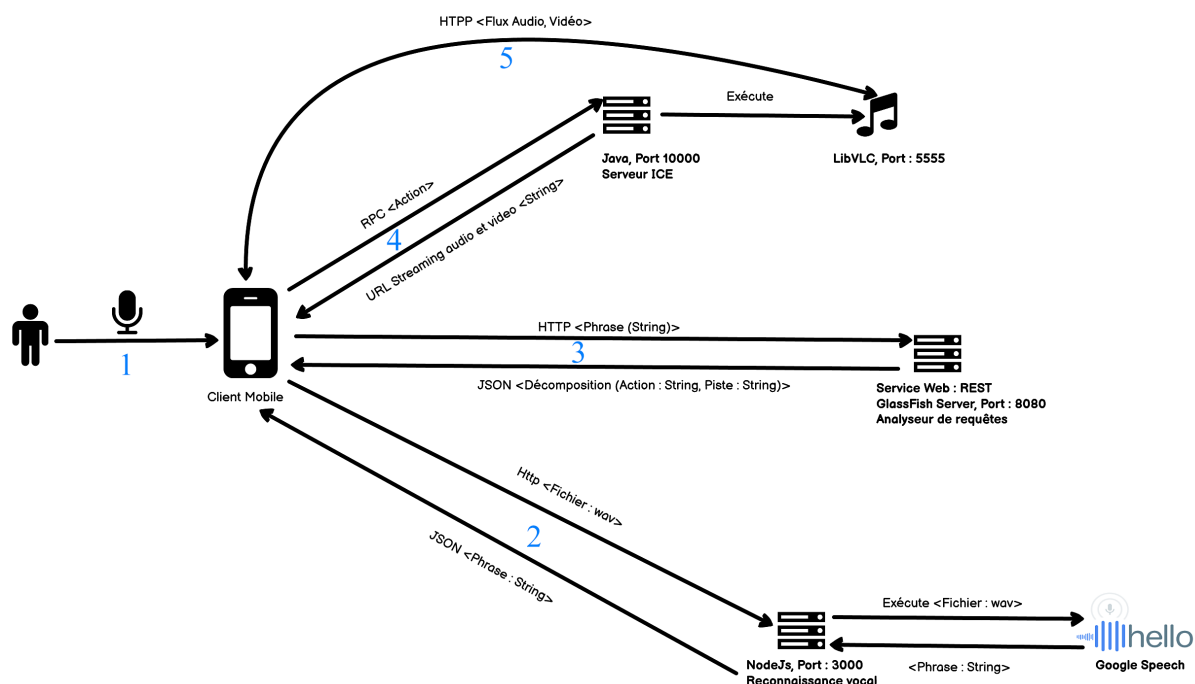 HTPP <Flux Audio, Vidéo>
5
Exécute
Java, Port 10000
Serveur ICE
LibVLC, Port : 5555
RPC <Action>
4
URL Streaming audio et video <String>
1
Client Mobile
HTTP <Phrase (String)>
3
JSON <Décomposition (Action : String, Piste : String)>
Service Web : REST
GlassFish Server, Port : 8080
Analyseur de requêtes
Http <Fichier : wav>
2
JSON <Phrase : String>
Exécute <Fichier : wav>
hello
<Phrase : String>
Google Speech
NodeJs, Port : 3000
Reconnaissance vocal